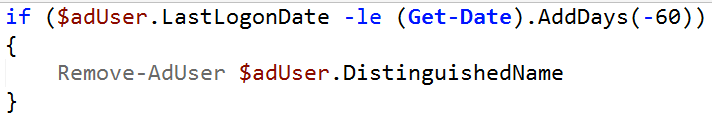 if ($adUser.LastLogonDate -le (Get-Date).AddDays(-60))
{
    Remove-AdUser $adUser.DistinguishedName
}